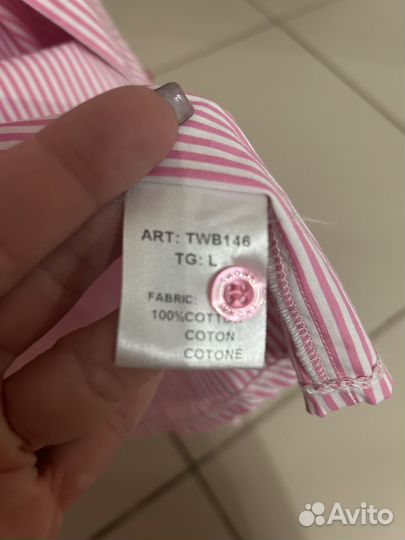 ART: TWB146
TG: L
FABRIC:
100%COTTON
COTON
COTONE
Avito